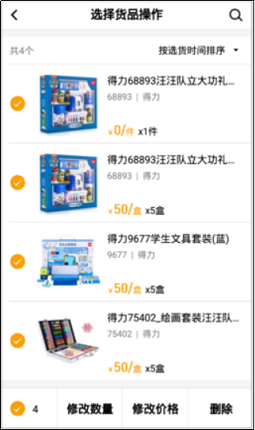 选择货品操作
共4个 按选货时间排序
得力68893汪汪队立大功礼...
68893 | 得力
¥0/件 x1件
得力68893汪汪队立大功礼...
68893 | 得力
¥50/盒 x5盒
得力9677学生文具套装(蓝)
9677 | 得力
¥50/盒 x5盒
得力75402_绘画套装汪汪队...
75402 | 得力
¥50/盒 x5盒
4 修改数量 修改价格 删除